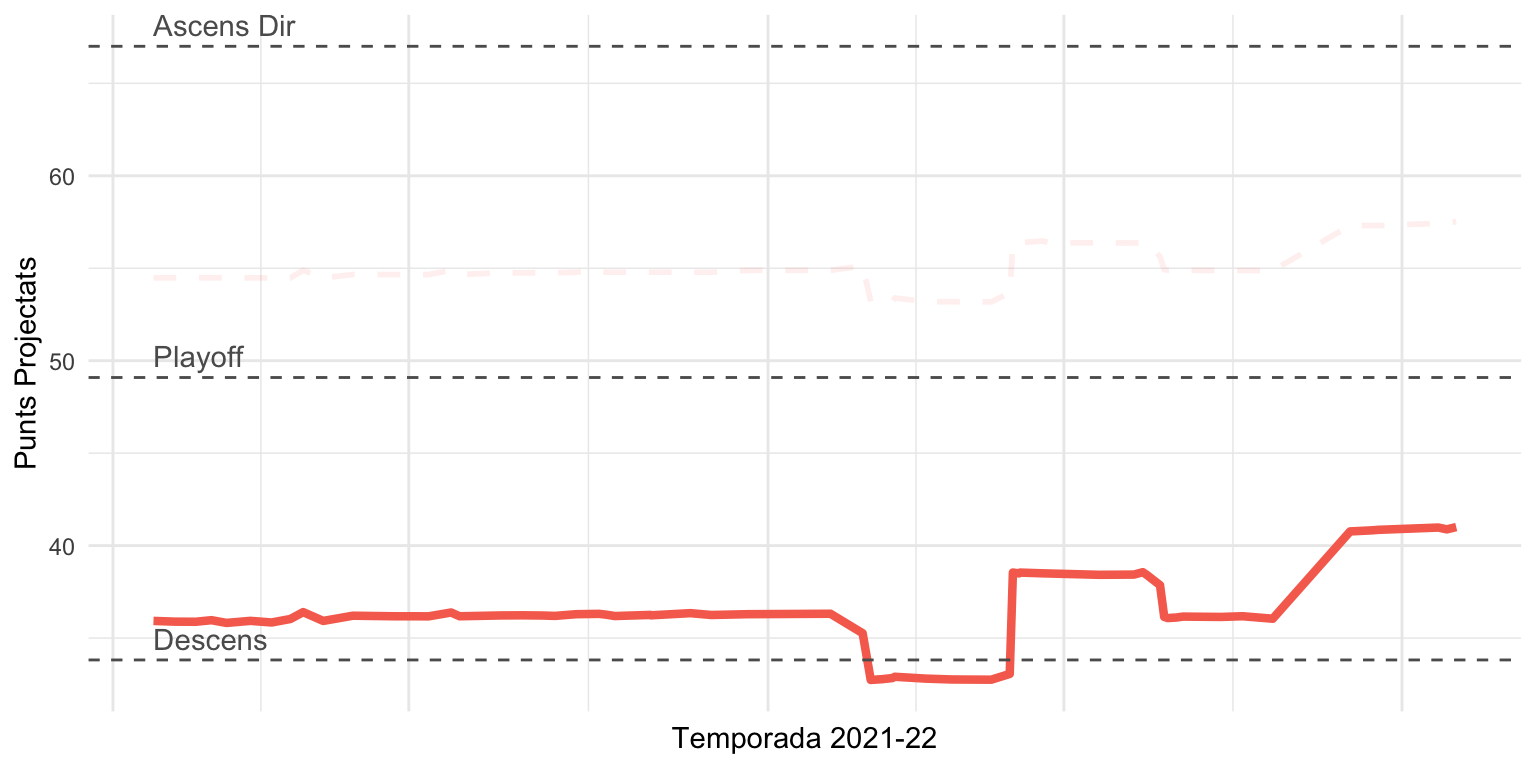 Ascens Dir
60
Playoff
50
40
Descens
Punts Projectats
Temporada 2021-22